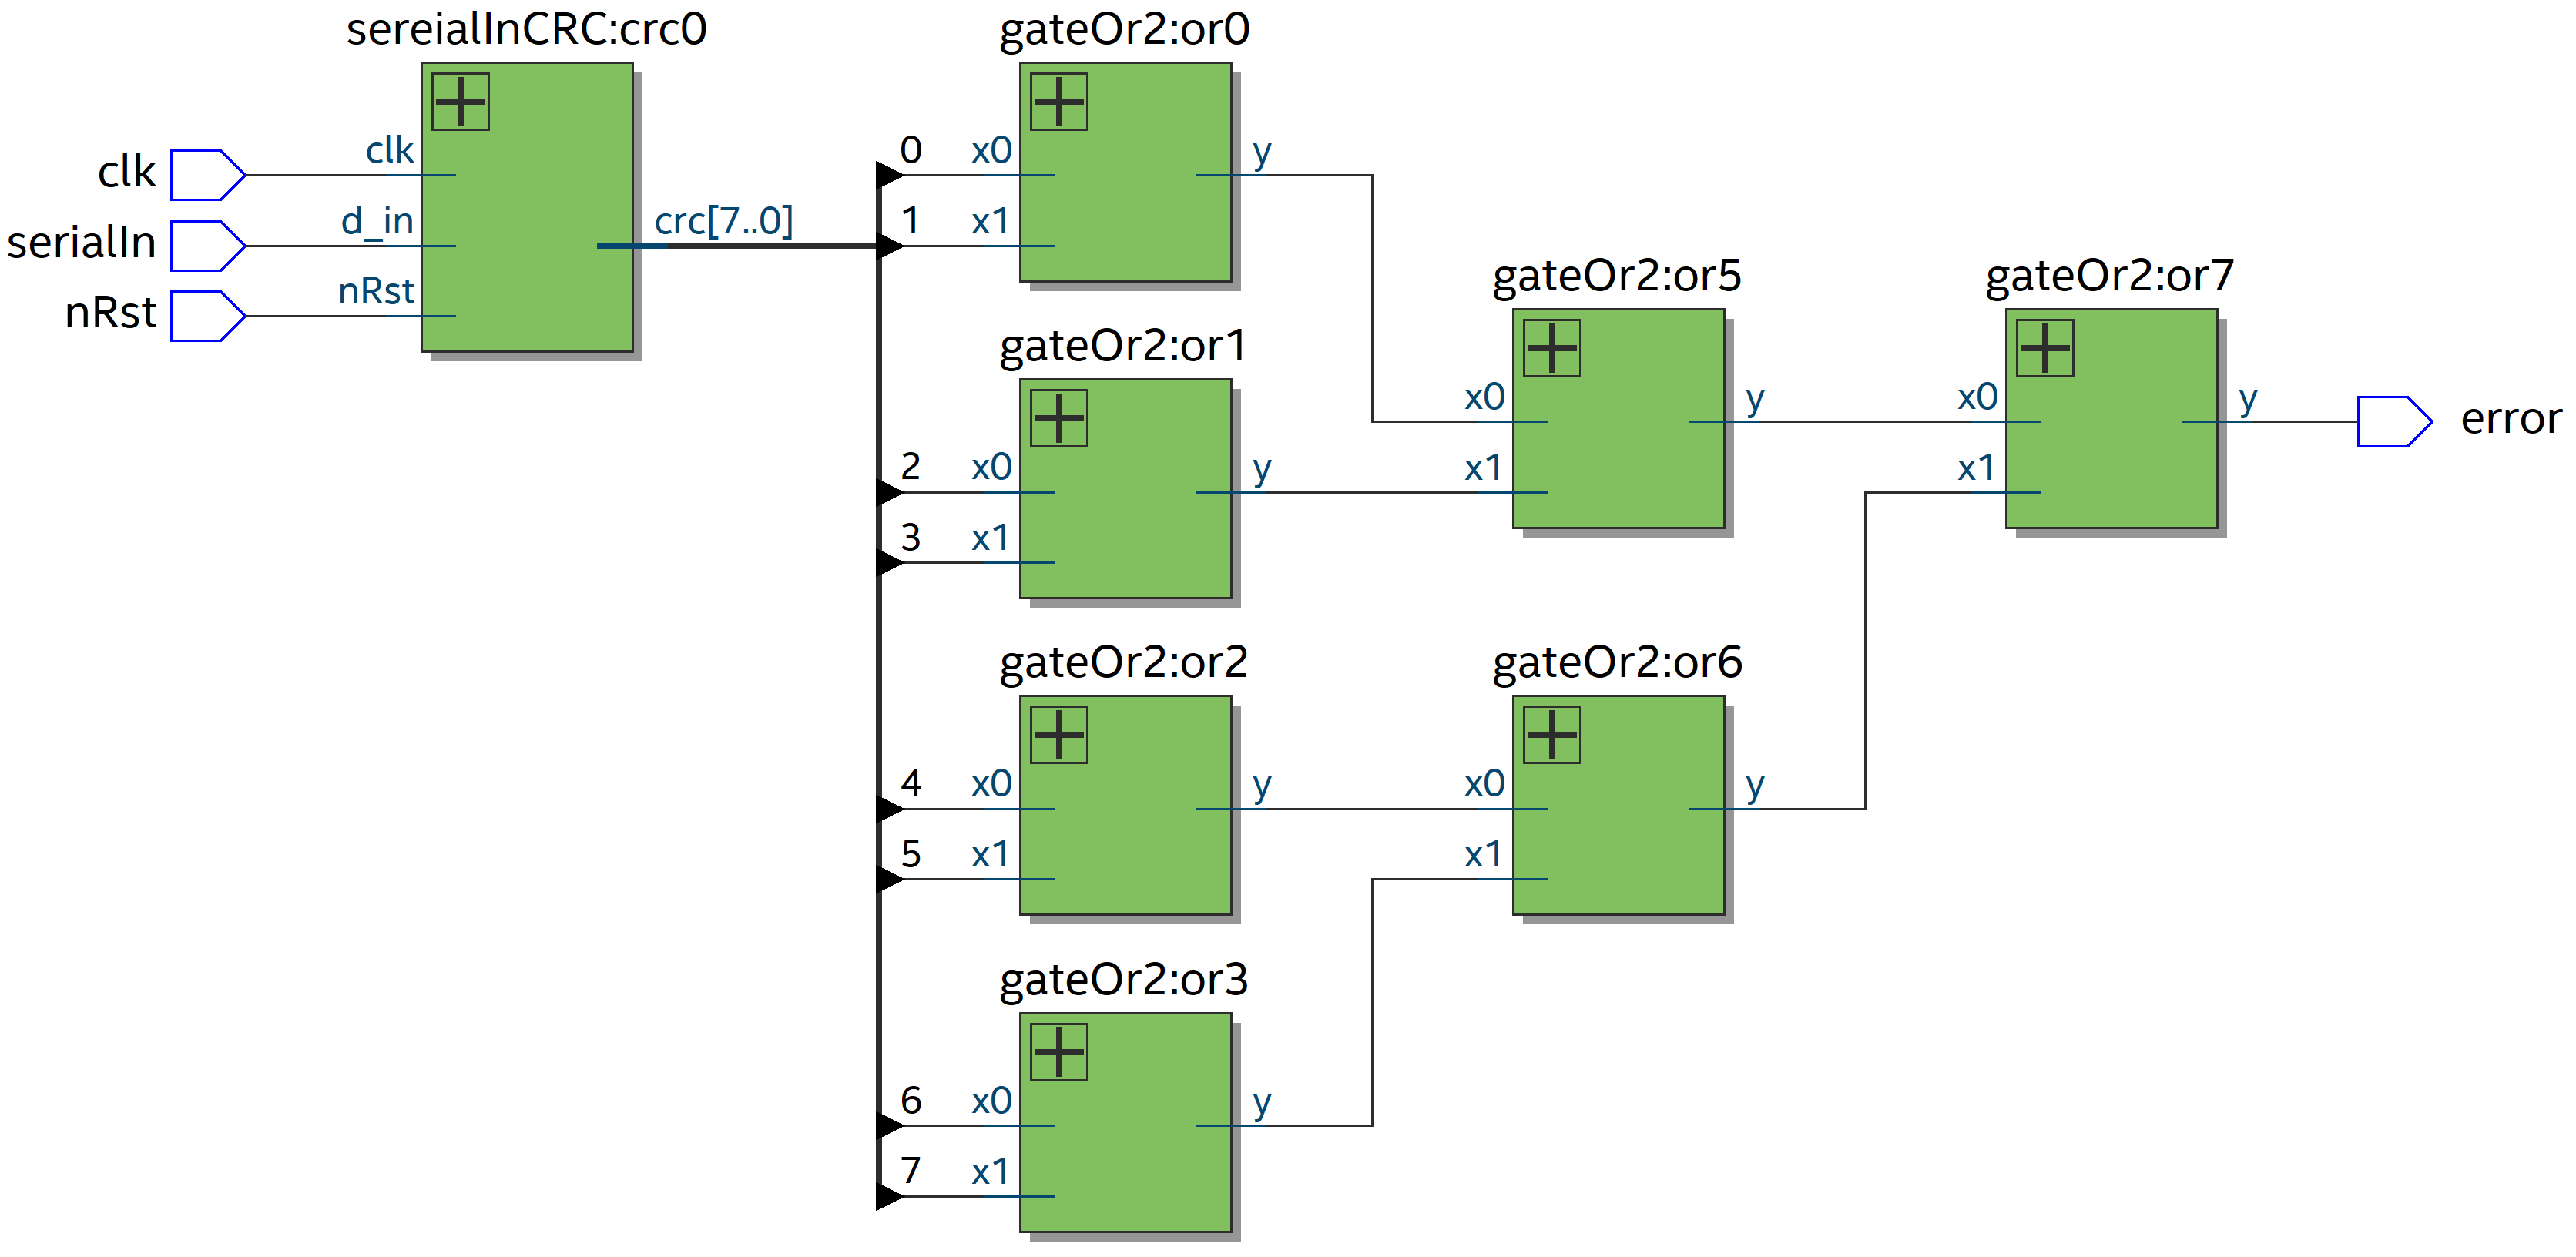 sereialInCRC:crc0
clk
serialIn
nRst
clk
d_in
nRst
crc[7..0]
gateOr2:or0
0 x0
1 x1
y
gateOr2:or1
2 x0
3 x1
y
gateOr2:or2
4 x0
5 x1
y
gateOr2:or3
6 x0
7 x1
y
gateOr2:or5
x0
x1
y
gateOr2:or6
x0
x1
y
gateOr2:or7
x0
x1
y
error